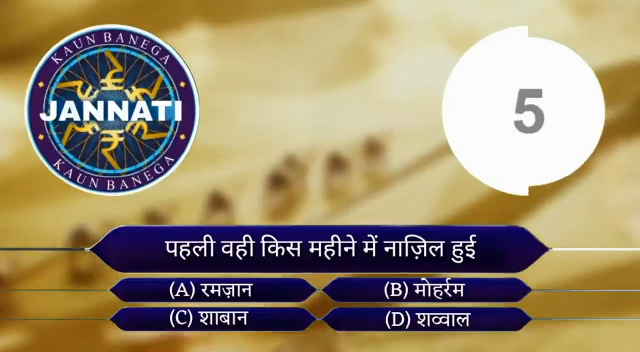 KAUN BANEGA
JANNATI
KAUN BANEGA
5
पहली वही किस महीने में नाज़िल हुई
(A) रमज़ान
(B) मोहर्रम
(C) शाबान
(D) शव्वाल